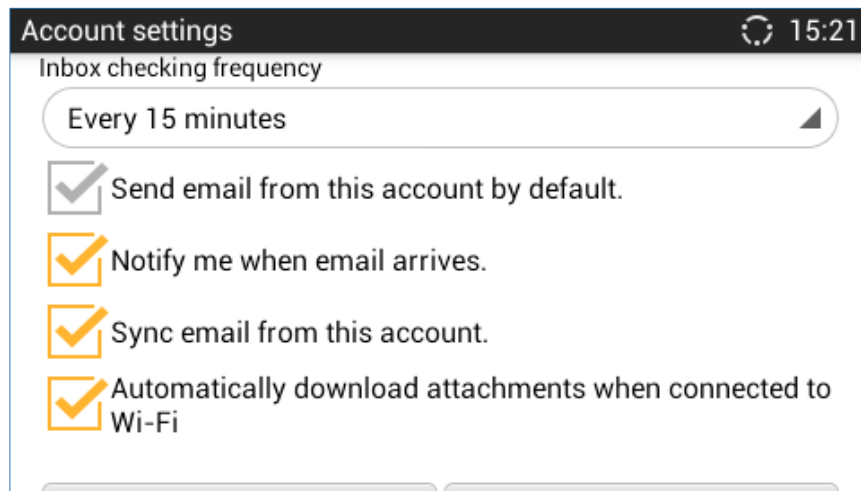 Account settings 15:21
Inbox checking frequency
Every 15 minutes
Send email from this account by default.
Notify me when email arrives.
Sync email from this account.
Automatically download attachments when connected to
Wi-Fi